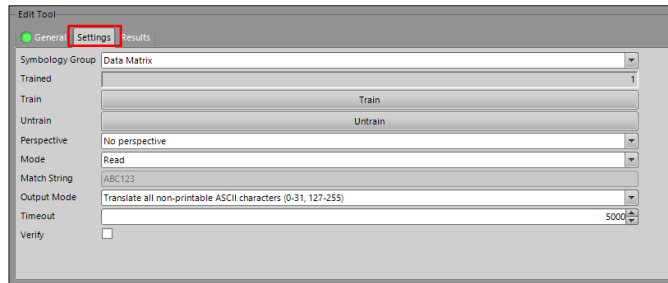 Edit Tool
General Settings Results
Symbology Group Data Matrix
Trained 1
Train Train
Untrain Untrain
Perspective No perspective
Mode Read
Match String ABC123
Output Mode Translate all non-printable ASCII characters (0-31, 127-255)
Timeout 5000
Verify